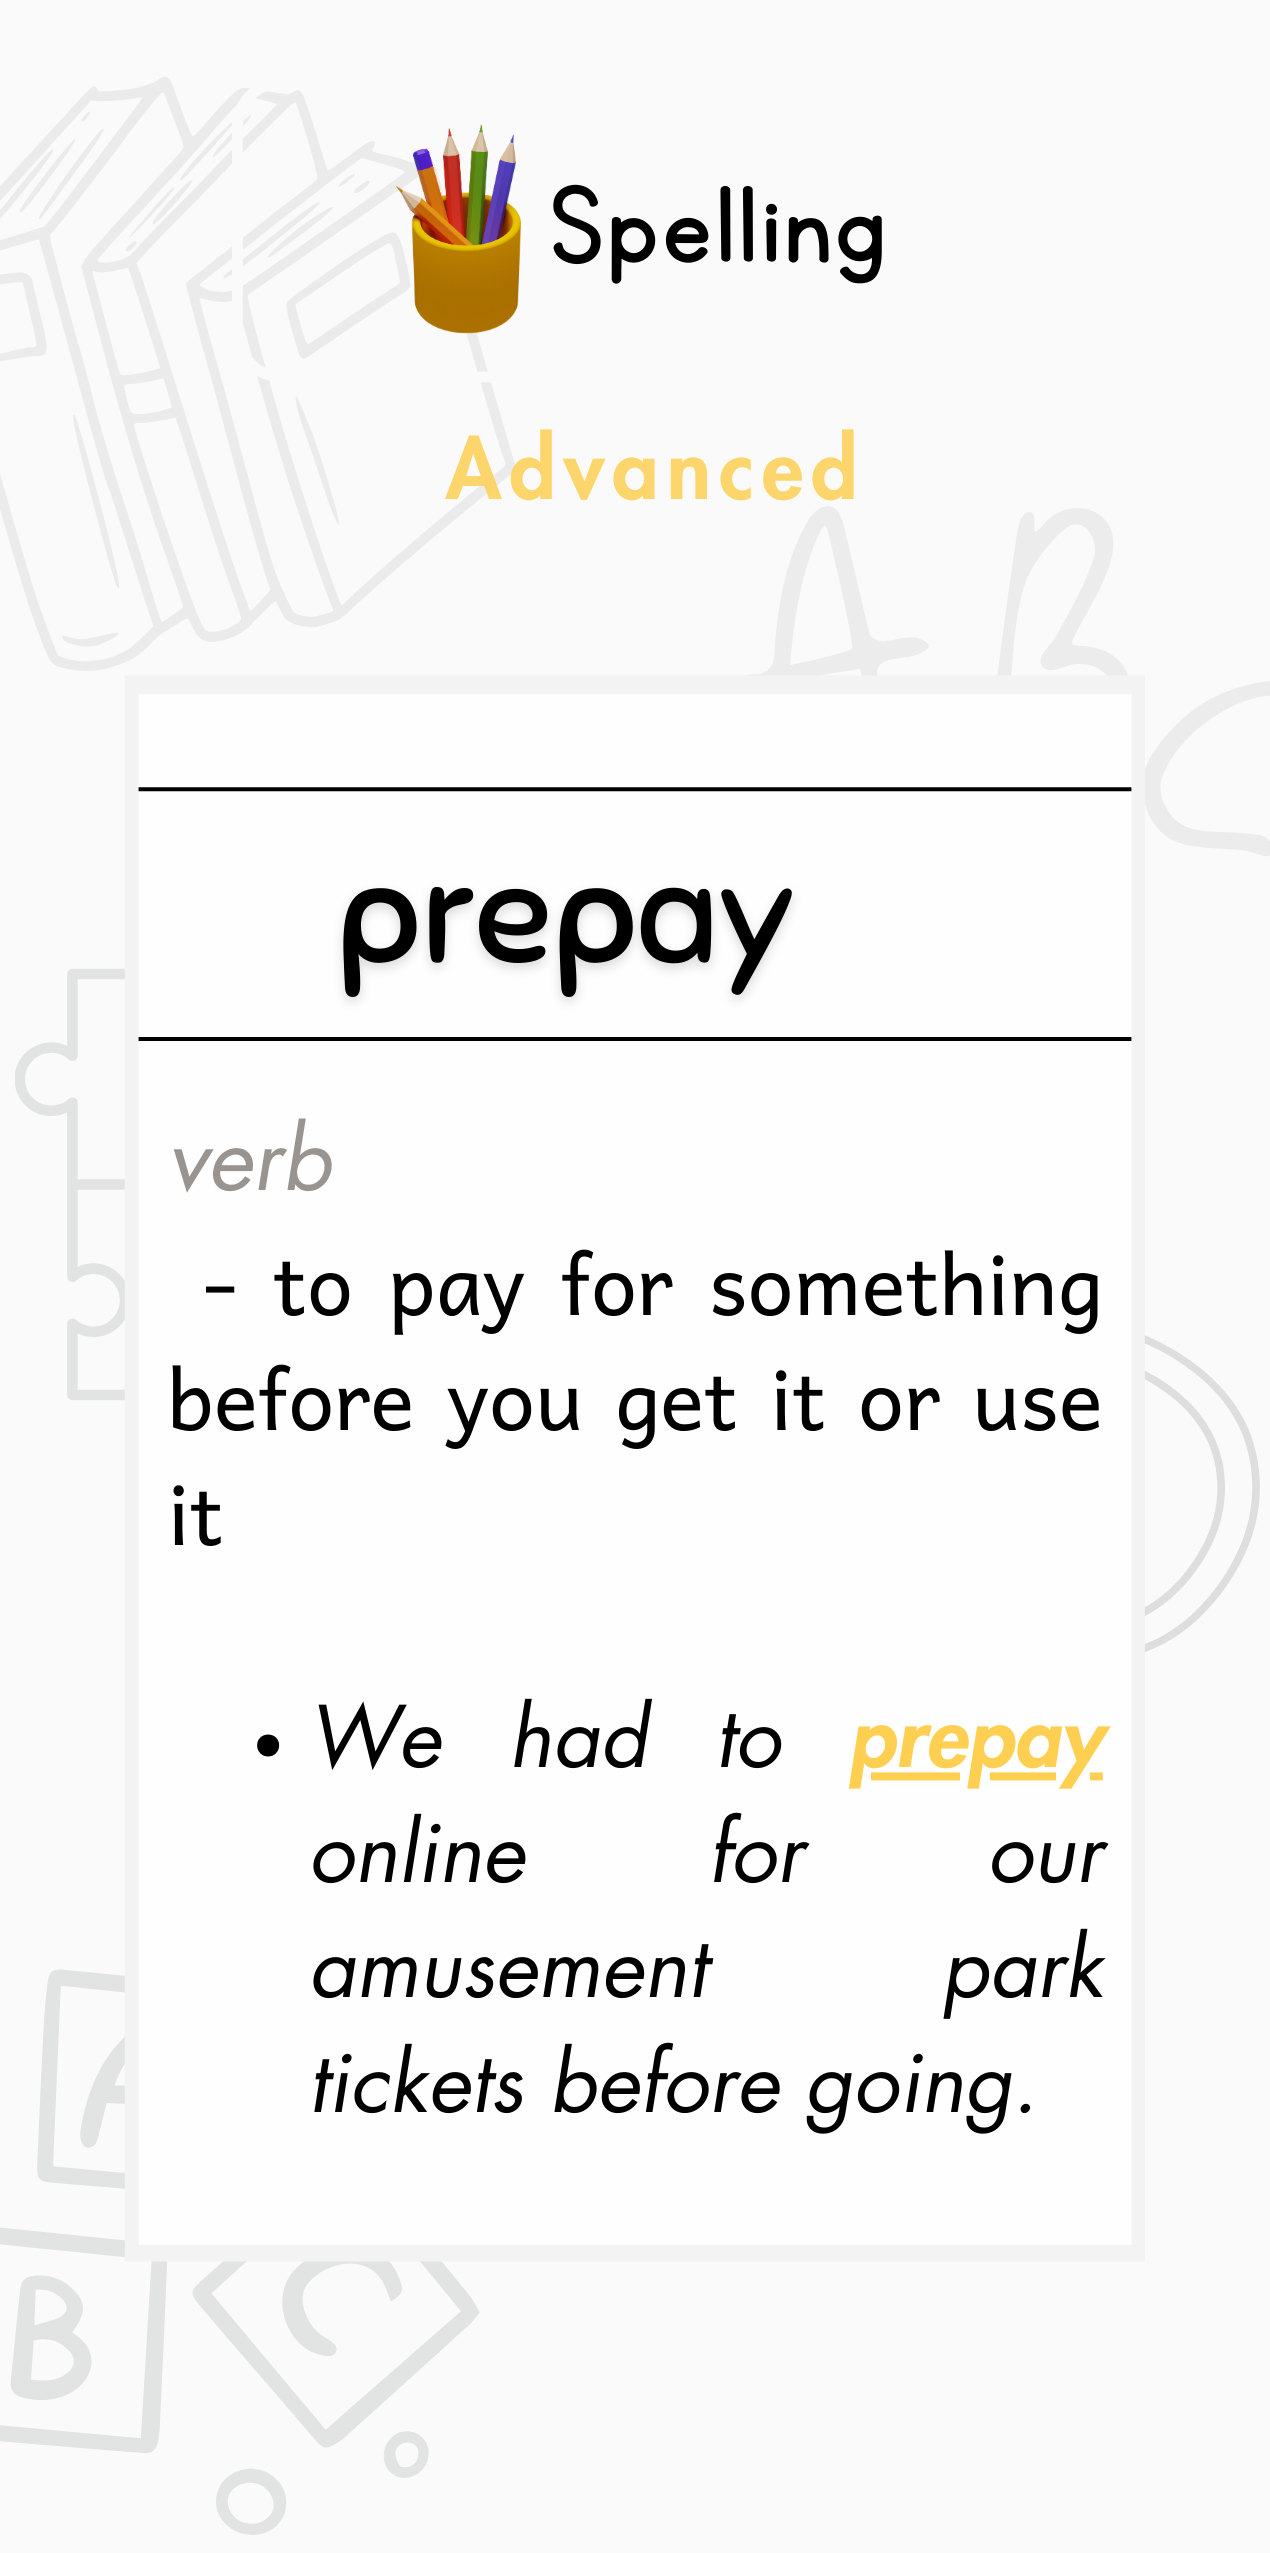 Spelling
Advanced
A B
prepay
verb
- to pay for something
before you get it or use
it
• We had to prepay
online for our
amusement park
tickets before going.
A
B
C